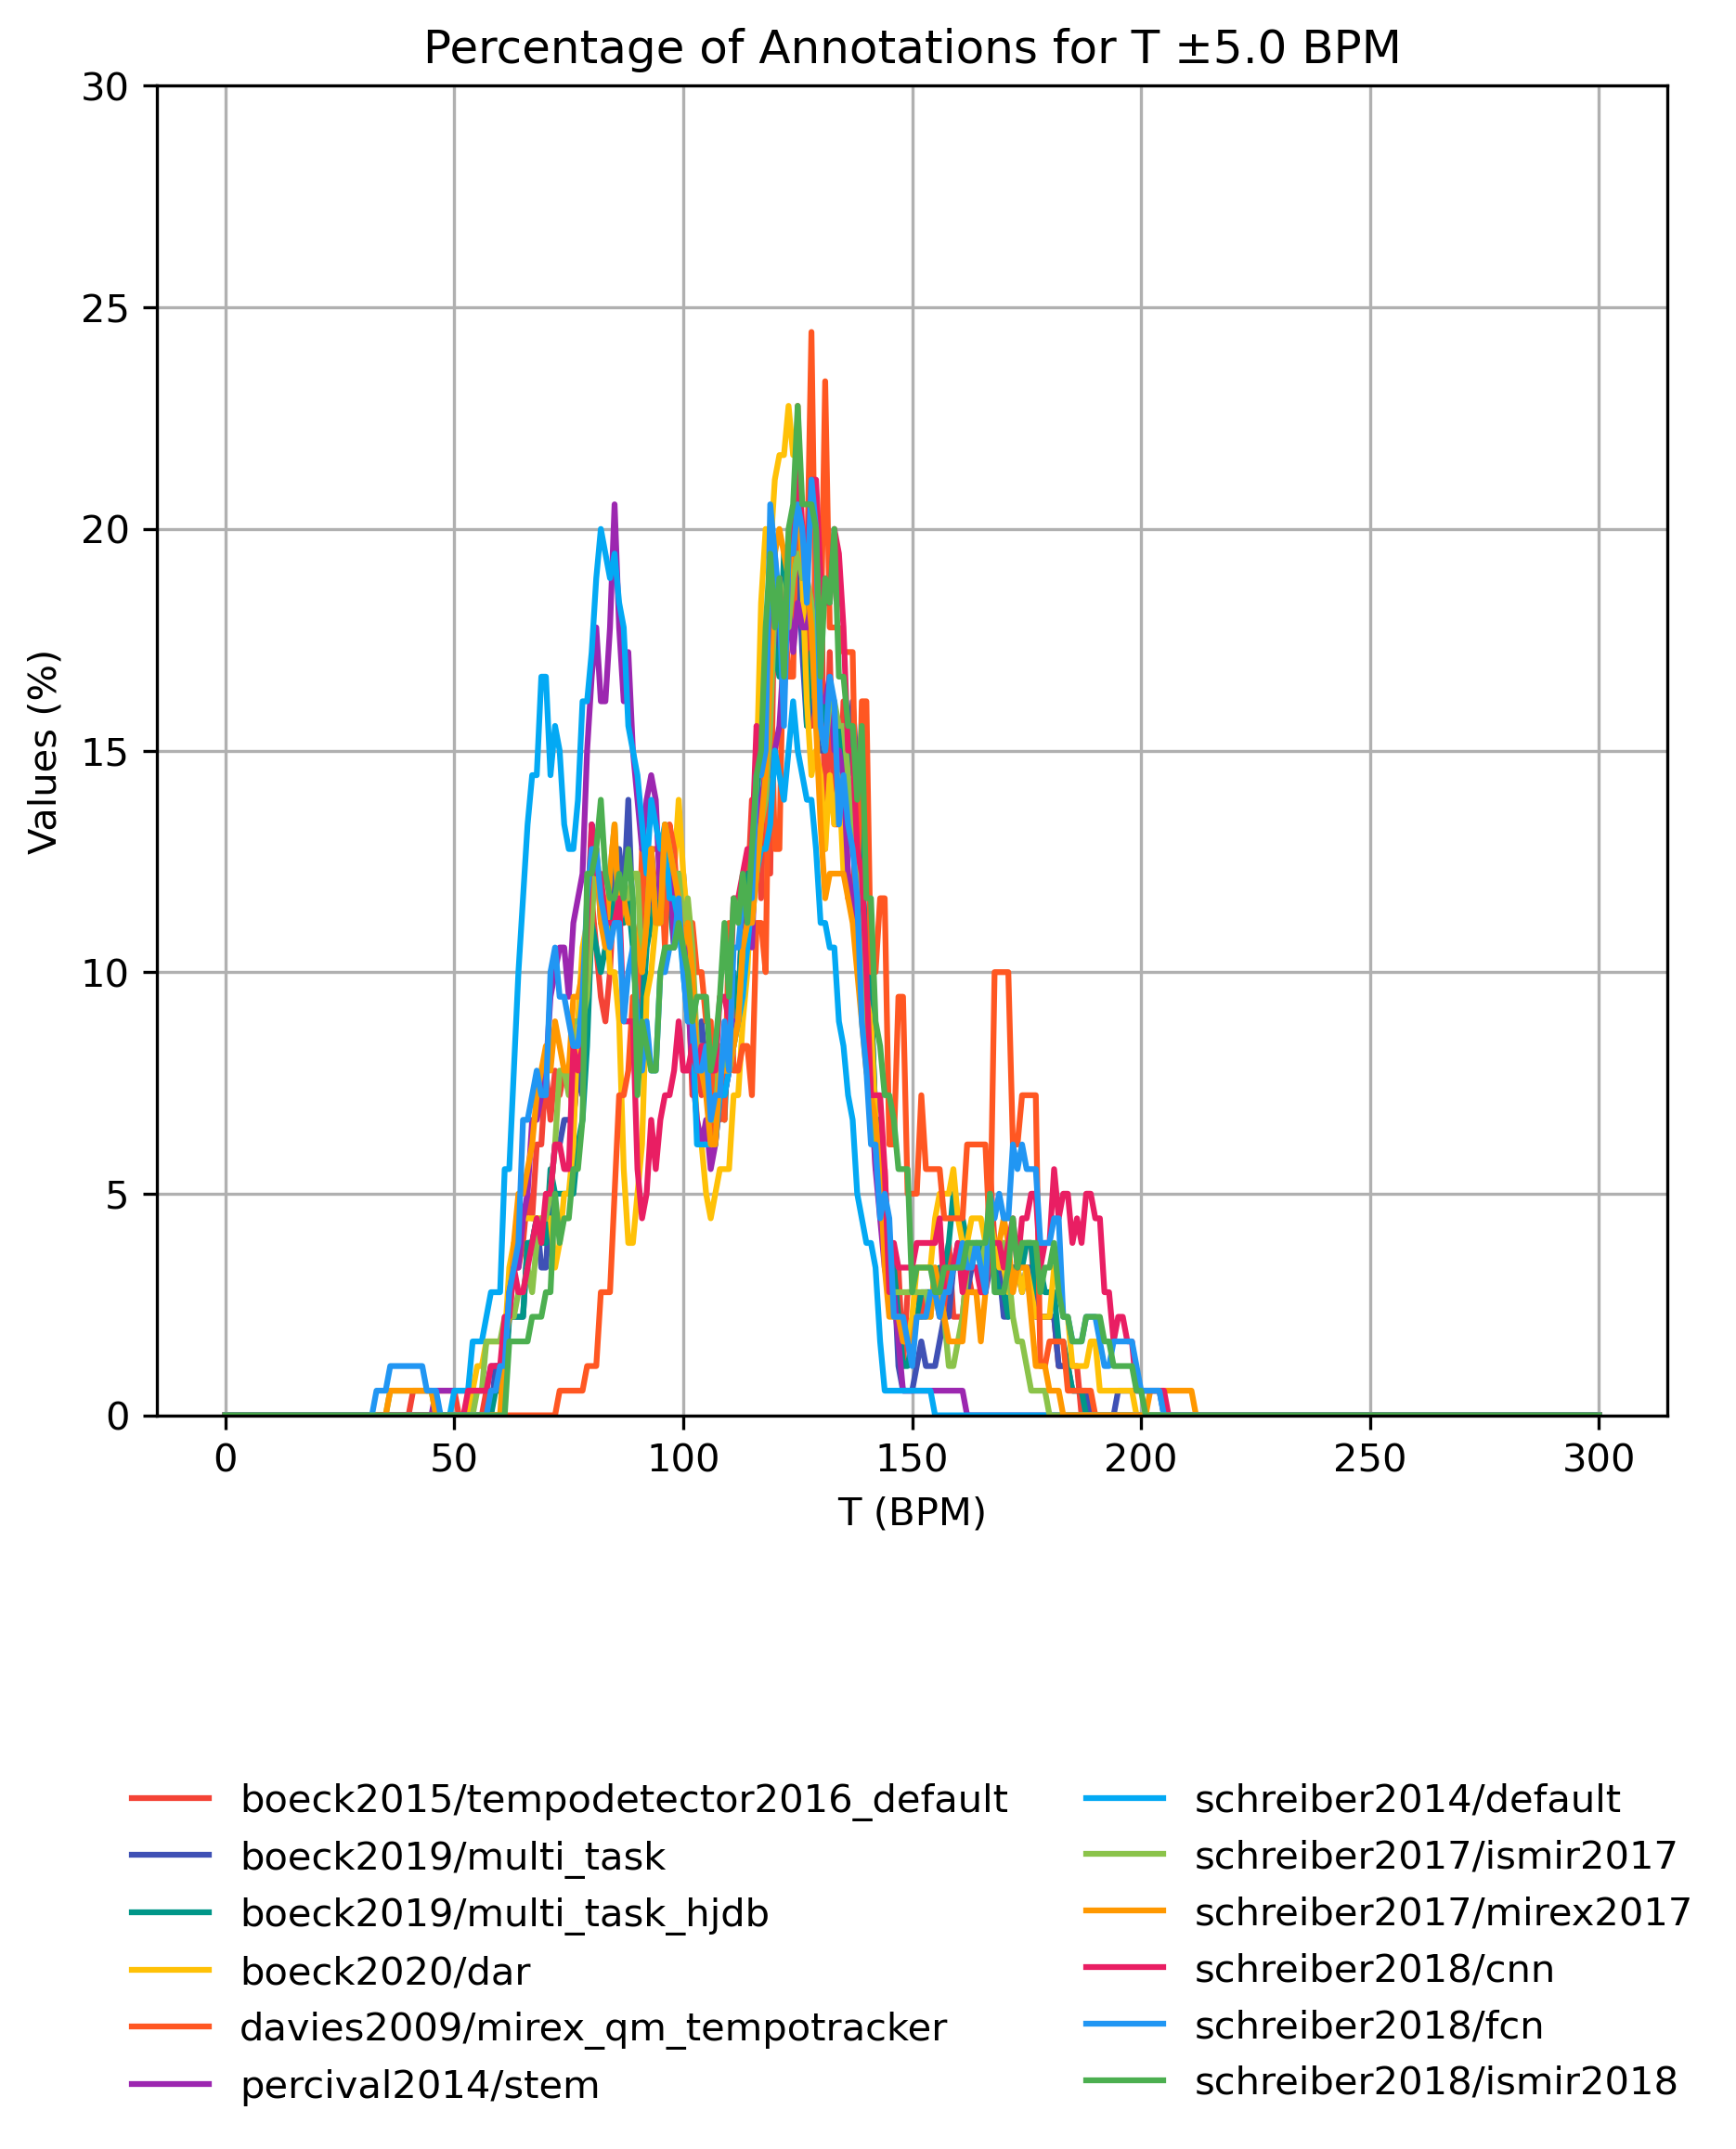 Percentage of Annotations for T ±5.0 BPM
30
25
20
15
10
5
0
Values (%)
0 50 100 150 200 250 300
T (BPM)
boeck2015/tempodetector2016_default
boeck2019/multi_task
boeck2019/multi_task_hjdb
boeck2020/dar
davies2009/mirex_qm_tempotracker
percival2014/stem
schreiber2014/default
schreiber2017/ismir2017
schreiber2017/mirex2017
schreiber2018/cnn
schreiber2018/fcn
schreiber2018/ismir2018